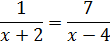 1/(x + 2) = 7/(x − 4)